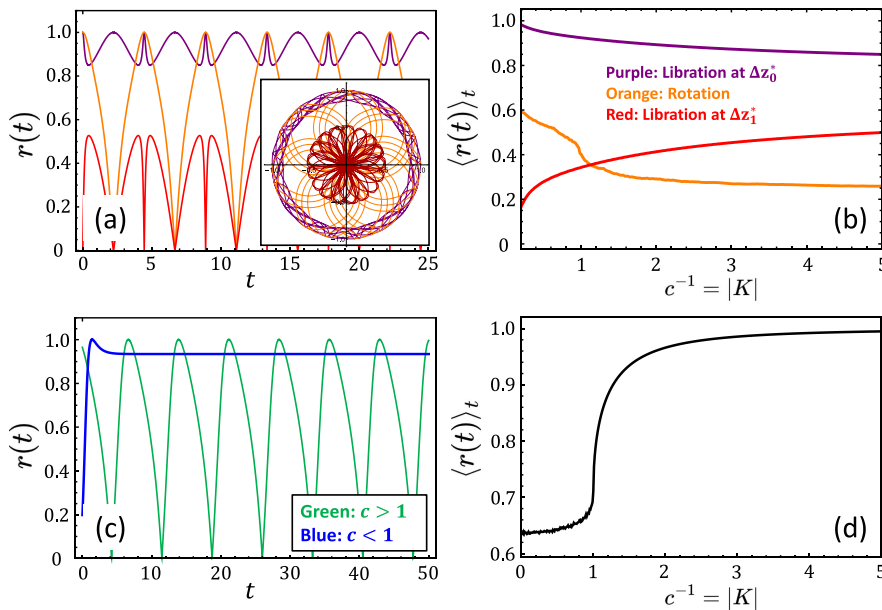 1.0
0.8
0.6
0.4
0.2
0
r(t)
(a)
0 5 10 15 20 25
t
1.0
0.8
0.6
0.4
0.2
0
⟨r(t)⟩t
Purple: Libration at Δz₀*
Orange: Rotation
Red: Libration at Δz₁*
(b)
1 2 3 4 5
c⁻¹ = |K|
1.0
0.8
0.6
0.4
0.2
0
r(t)
(c)
Green: c > 1
Blue: c < 1
0 10 20 30 40 50
t
1.0
0.9
0.8
0.7
0.6
⟨r(t)⟩t
(d)
0 1 2 3 4 5
c⁻¹ = |K|